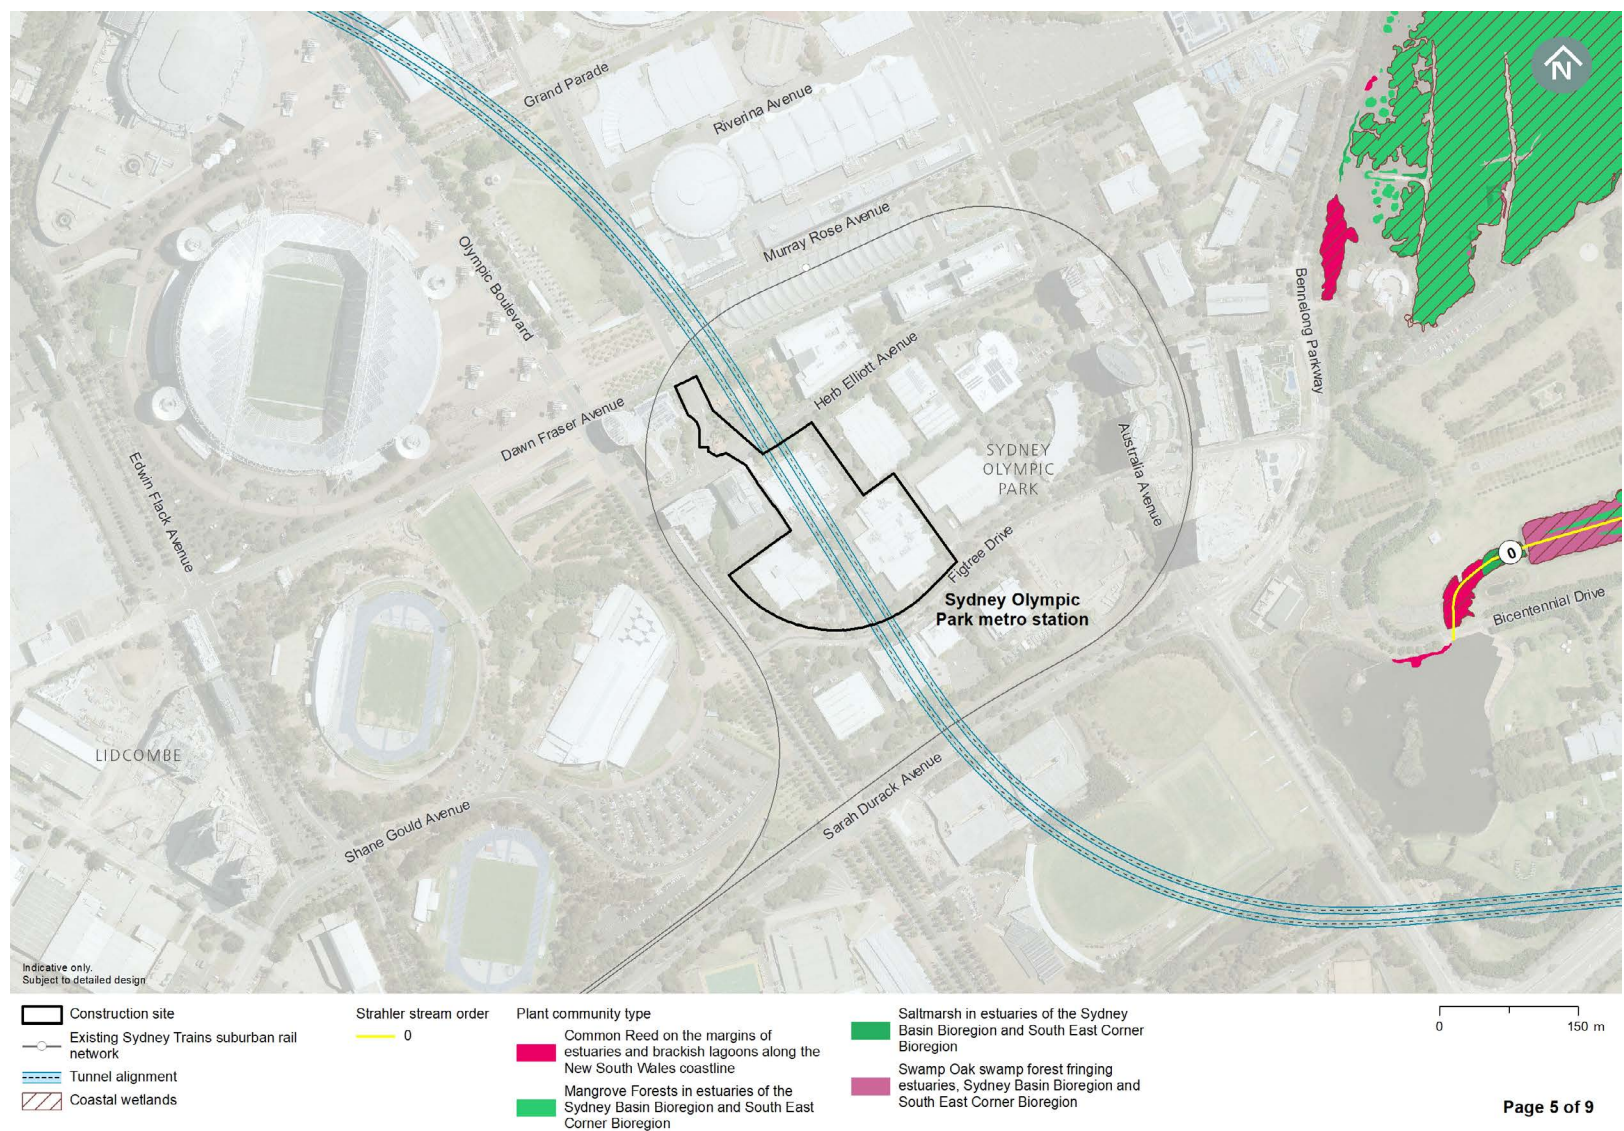 N
Grand Parade
Riverina Avenue
Murray Rose Avenue
Olympic Boulevard
Bennelong Parkway
Herb Elliott Avenue
Dawn Fraser Avenue
SYDNEY
OLYMPIC
PARK
Australia Avenue
Edwin Flack Avenue
Figtree Drive
0
Sydney Olympic
Park metro station
Bicentennial Drive
LIDCOMBE
Sarah Durack Avenue
Shane Gould Avenue
Indicative only.
Subject to detailed design
Construction site
Existing Sydney Trains suburban rail
network
Tunnel alignment
Coastal wetlands
Strahler stream order
0
Plant community type
Common Reed on the margins of
estuaries and brackish lagoons along the
New South Wales coastline
Mangrove Forests in estuaries of the
Sydney Basin Bioregion and South East
Corner Bioregion
Saltmarsh in estuaries of the Sydney
Basin Bioregion and South East Corner
Bioregion
Swamp Oak swamp forest fringing
estuaries, Sydney Basin Bioregion and
South East Corner Bioregion
0 150 m
Page 5 of 9